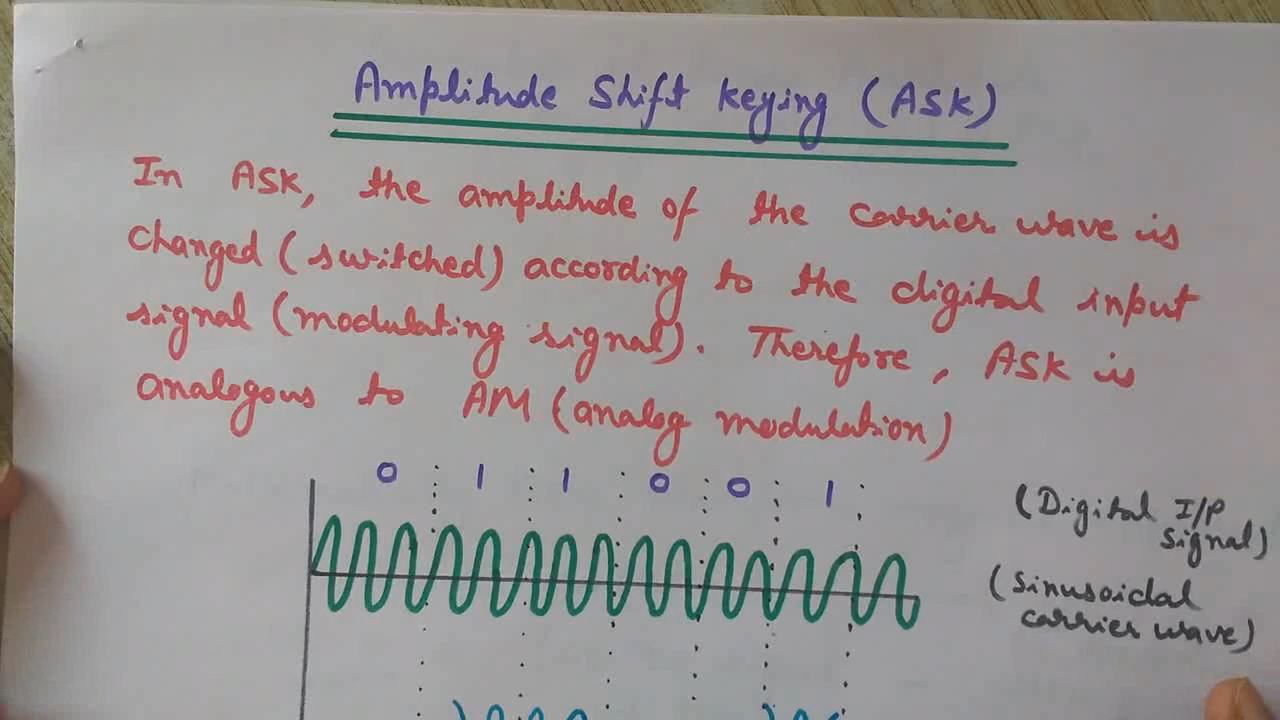 Amplitude Shift Keying (ASK)
In ASK, the amplitude of the carrier wave is
changed (switched) according to the digital input
signal (modulating signal). Therefore, ASK is
analogous to AM (analog modulation)
0 1 1 0 0 1
(Digital I/P
Signal)
(Sinusoidal
carrier wave)